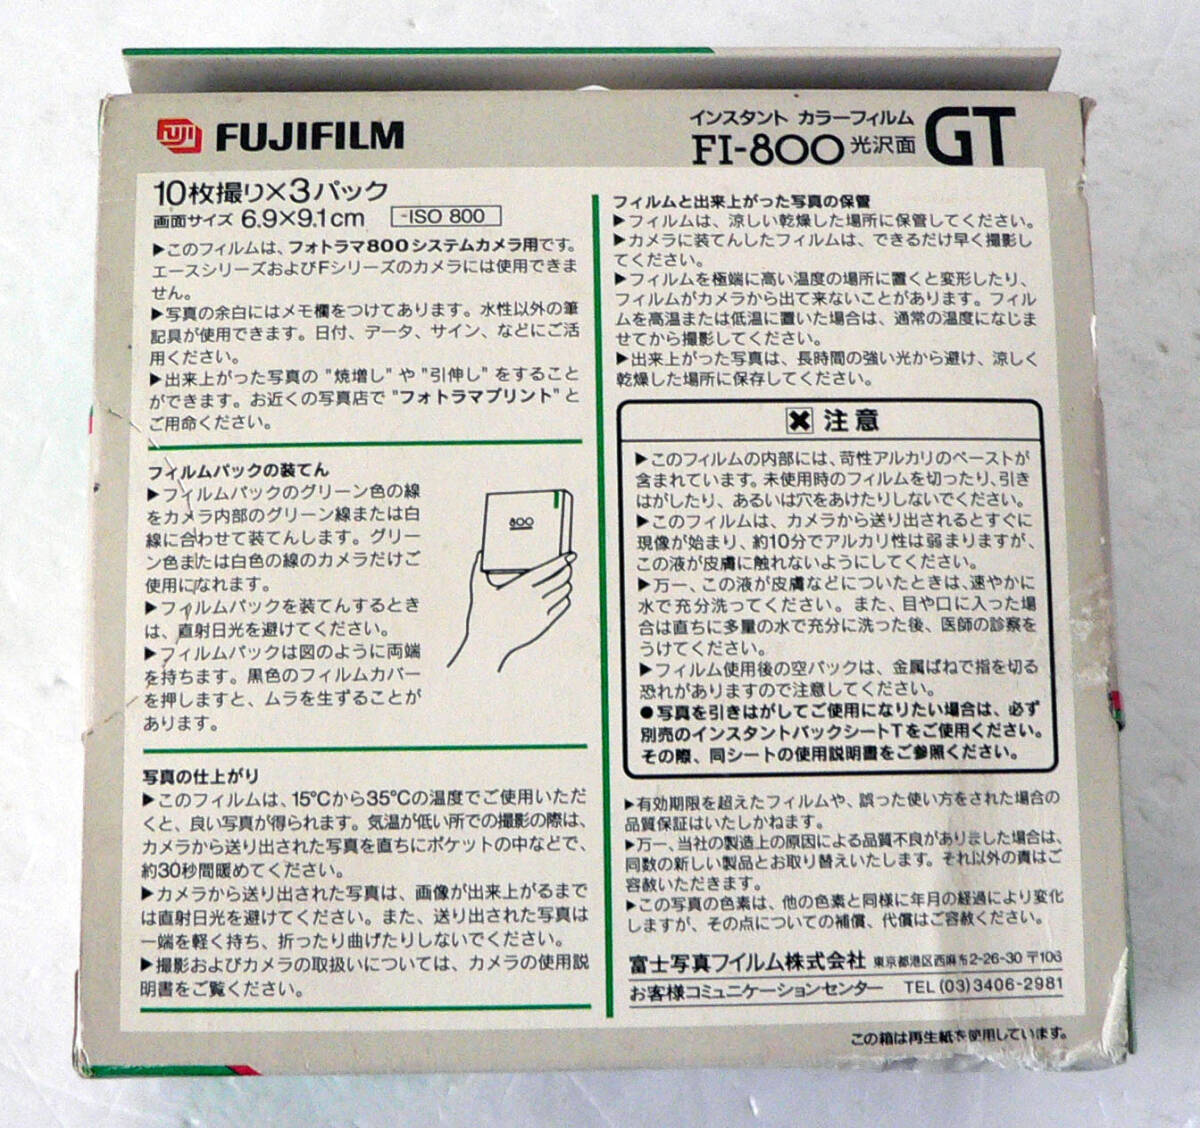 FUJI FUJIFILM
インスタント カラーフィルム
FI-800 光沢面 GT
10枚撮り×3パック
画面サイズ 6.9×9.1cm ISO 800
▶このフィルムは、フォトラマ800システムカメラ用です。
エースシリーズおよびFシリーズのカメラには使用できま
せん。
▶写真の余白にはメモ欄をつけてあります。水性以外の筆
記具が使用できます。日付、データ、サイン、などにご活
用ください。
▶出来上がった写真の"焼増し"や"引伸し"をすること
ができます。お近くの写真店で"フォトラマプリント"と
ご用命ください。
フィルムパックの装てん
▶フィルムパックのグリーン色の線
をカメラ内部のグリーン線または白
線に合わせて装てんします。グリー
ン色または白色の線のカメラだけご
使用になれます。
▶フィルムパックを装てんするとき
は、直射日光を避けてください。
▶フィルムパックは図のように両端
を持ちます。黒色のフィルムカバー
を押しますと、ムラを生ずることが
あります。
800
写真の仕上がり
▶このフィルムは、15℃から35℃の温度でご使用いただ
くと、良い写真が得られます。気温が低い所での撮影の際は、
カメラから送り出された写真を直ちにポケットの中などで、
約30秒間暖めてください。
▶カメラから送り出された写真は、画像が出来上がるまで
は直射日光を避けてください。また、送り出された写真は
一端を軽く持ち、折ったり曲げたりしないでください。
▶撮影およびカメラの取扱いについては、カメラの使用説
明書をご覧ください。
フィルムと出来上がった写真の保管
▶フィルムは、涼しい乾燥した場所に保管してください。
▶カメラに装てんしたフィルムは、できるだけ早く撮影し
てください。
▶フィルムを極端に高い温度の場所に置くと変形したり、
フィルムがカメラから出て来ないことがあります。フィル
ムを高温または低温に置いた場合は、通常の温度になじま
せてから撮影してください。
▶出来上がった写真は、長時間の強い光から避け、涼しく
乾燥した場所に保存してください。
注意
▶このフィルムの内部には、苛性アルカリのペーストが
含まれています。未使用時のフィルムを切ったり、引き
はがしたり、あるいは穴をあけたりしないでください。
▶このフィルムは、カメラから送り出されるとすぐに
現像が始まり、約10分でアルカリ性は弱まりますが、
この液が皮膚に触れないようにしてください。
▶万一、この液が皮膚などについたときは、速やかに
水で充分洗ってください。また、目や口に入った場
合は直ちに多量の水で充分に洗った後、医師の診察を
うけてください。
▶フィルム使用後の空パックは、金属ばねで指を切る
恐れがありますので注意してください。
●写真を引きはがしてご使用になりたい場合は、必ず
別売のインスタントパックシートTをご使用ください。
その際、同シートの使用説明書をご参照ください。
▶有効期限を超えたフィルムや、誤った使い方をされた場合の
品質保証はいたしかねます。
▶万一、当社の製造上の原因による品質不良がありました場合は、
同数の新しい製品とお取り替えいたします。それ以外の責はご
容赦いただきます。
▶この写真の色素は、他の色素と同様に年月の経過により変化
しますが、その点についての補償、代償はご容赦ください。
富士写真フイルム株式会社 東京都港区西麻布2-26-30 〒106
お客様コミュニケーションセンター TEL (03)3406-2981
この箱は再生紙を使用しています。